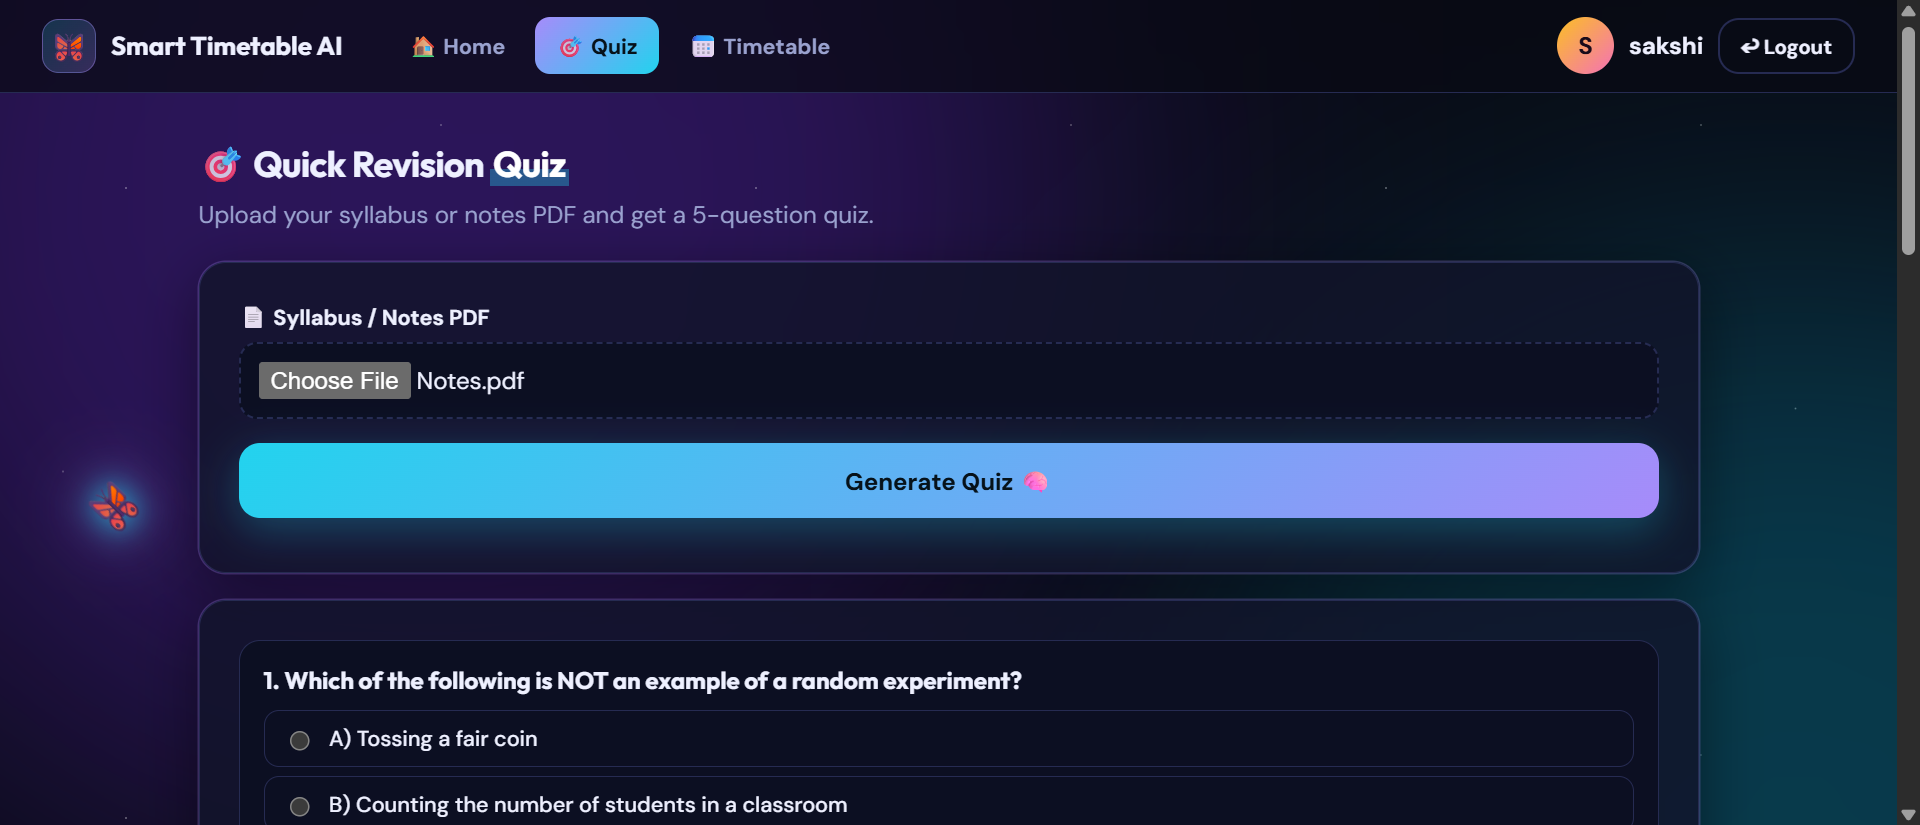 Smart Timetable AI
Home
Quiz
Timetable
S
sakshi
Logout
Quick Revision Quiz
Upload your syllabus or notes PDF and get a 5-question quiz.
Syllabus / Notes PDF
Choose File Notes.pdf
Generate Quiz
1. Which of the following is NOT an example of a random experiment?
A) Tossing a fair coin
B) Counting the number of students in a classroom